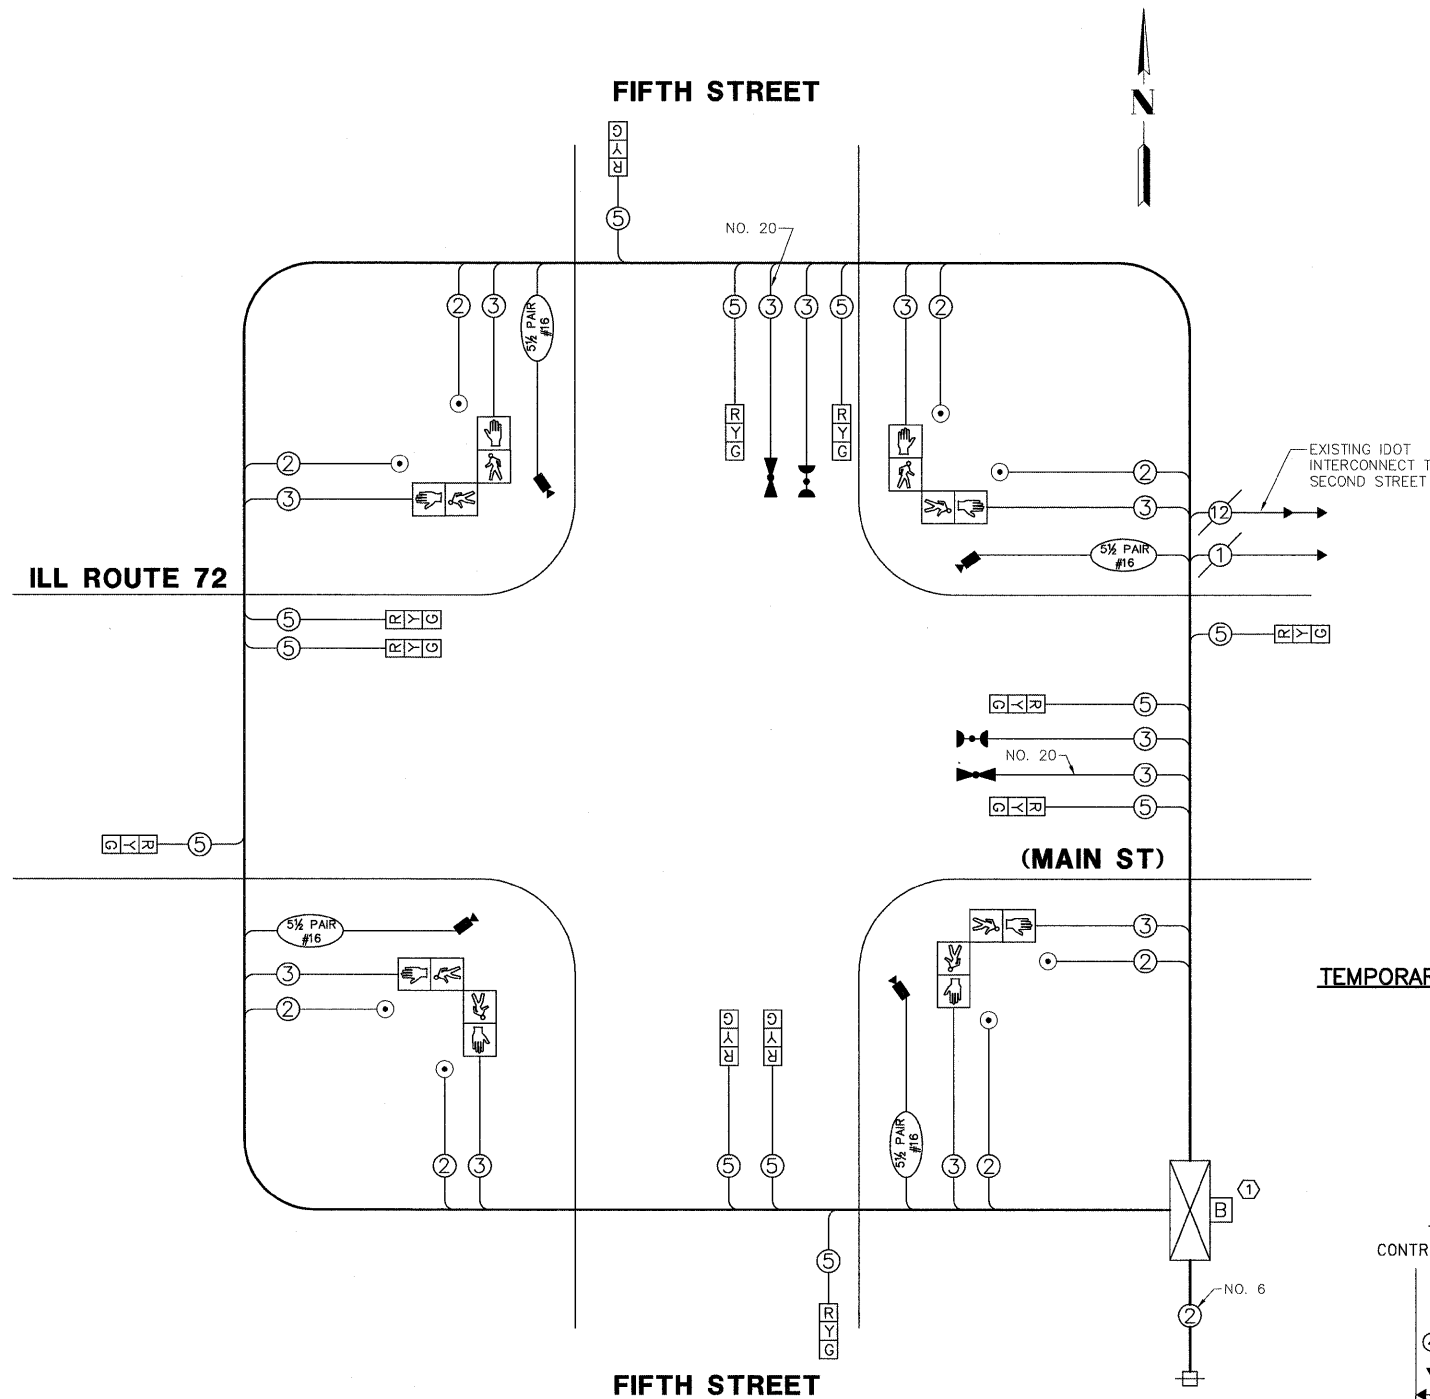 FIFTH STREET
N
G Y R
5
NO. 20
2 3 5½ PAIR #16
5 3 3 5
3 2
R Y G
R Y G
2
3
2
3
EXISTING IDOT
INTERCONNECT T
SECOND STREET
12
5½ PAIR
#16
1
ILL ROUTE 72
5 R Y G
5 R Y G
5 R Y G
G Y R 5
3
NO. 20
3
G Y R 5
G Y R 5
(MAIN ST)
5½ PAIR
#16
3
3
2
2
TEMPORAR
G Y R
G Y R
5½ PAIR #16
2 3
5 5
3 2
1
B
CONTR
5
R Y G
NO. 6
2
FIFTH STREET